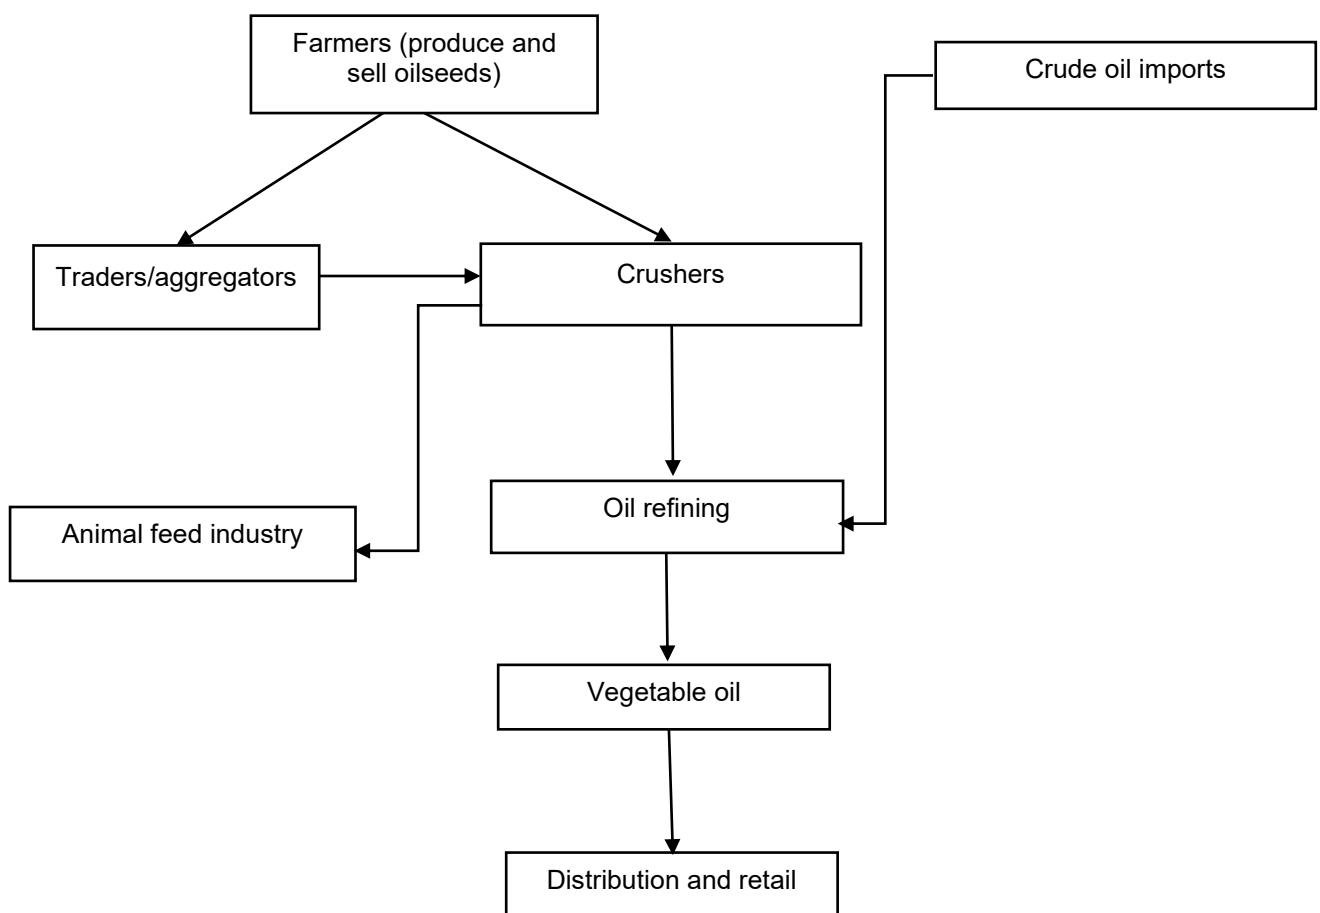 Farmers (produce and
sell oilseeds)
Crude oil imports
Traders/aggregators
Crushers
Oil refining
Animal feed industry
Vegetable oil
Distribution and retail